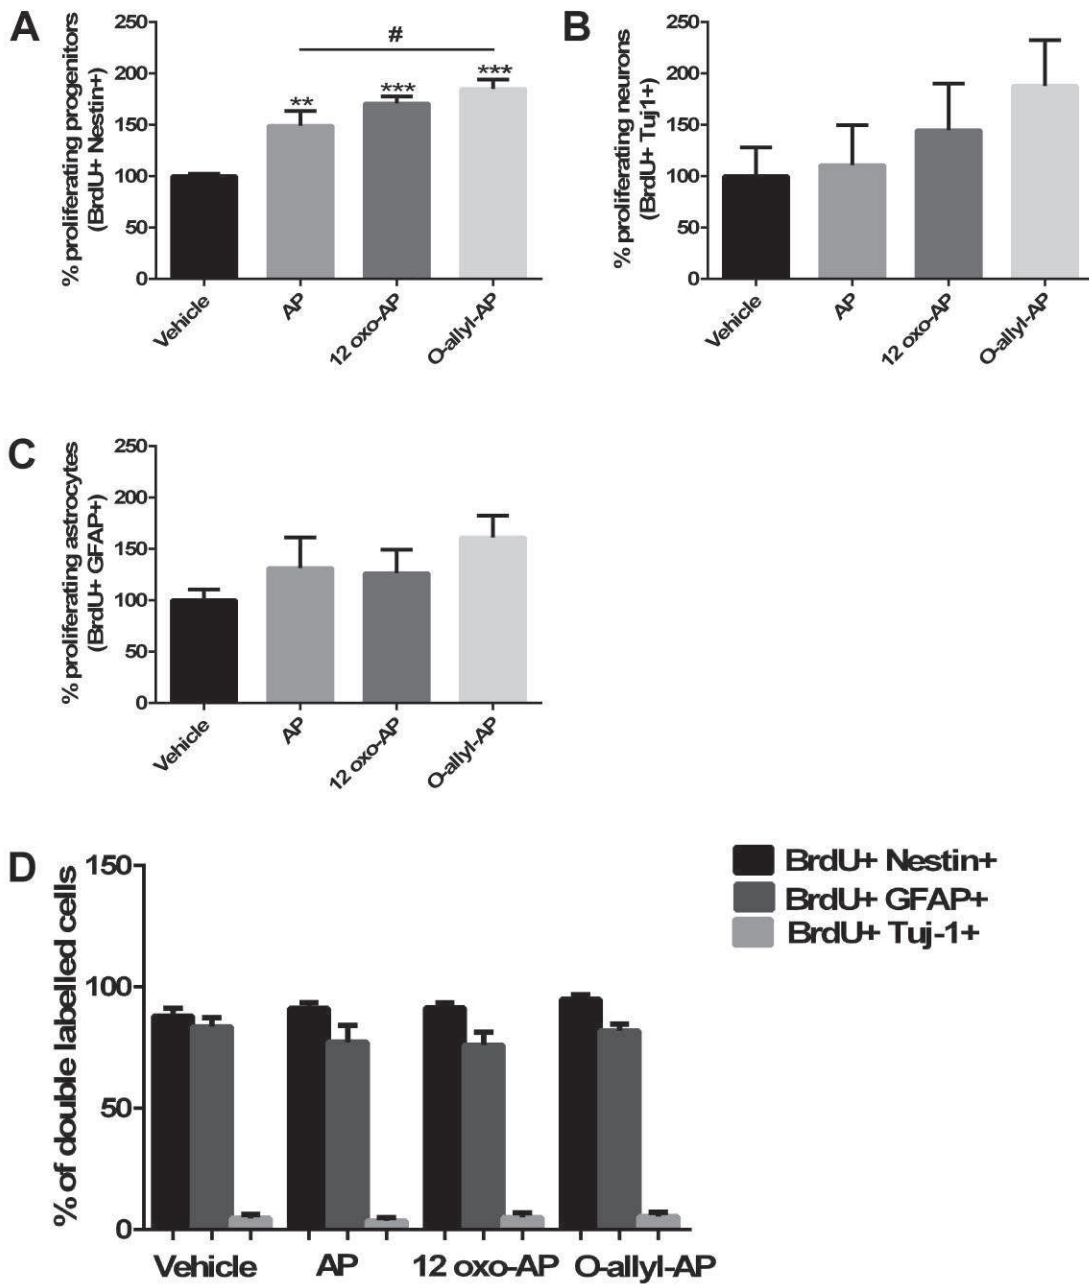 A
% proliferating progenitors
(BrdU+ Nestin+)
250
200
150
100
50
0
#
**
***
***
Vehicle
AP
12 oxo-AP
O-allyl-AP
B
% proliferating neurons
(BrdU+ Tuj1+)
250
200
150
100
50
0
Vehicle
AP
12 oxo-AP
O-allyl-AP
C
% proliferating astrocytes
(BrdU+ GFAP+)
250
200
150
100
50
0
Vehicle
AP
12 oxo-AP
O-allyl-AP
D
% of double labelled cells
150
100
50
0
Vehicle
AP
12 oxo-AP
O-allyl-AP
BrdU+ Nestin+
BrdU+ GFAP+
BrdU+ Tuj-1+